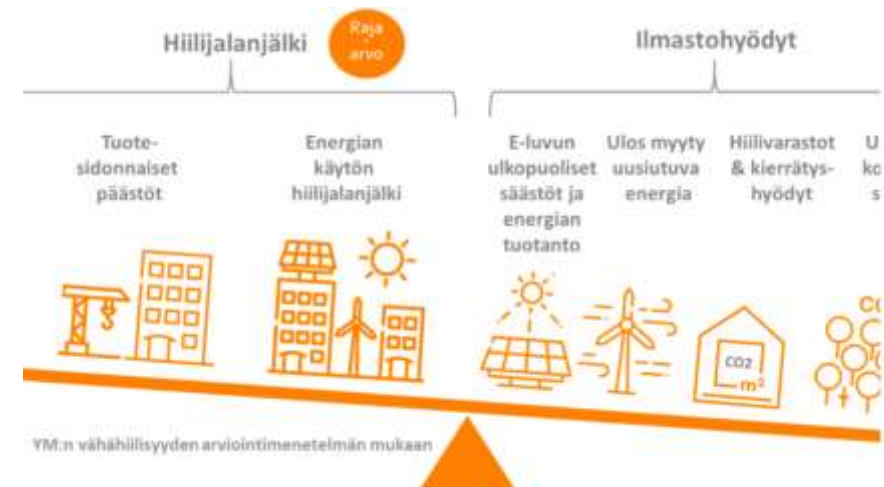 Hiilijalanjälki
Raja
arvo
Ilmastohyödyt
Tuote-
sidonnaiset
päästöt
Energian
käytön
hiilijalanjälki
E-luvun
ulkopuoliset
säästöt ja
energian
tuotanto
Ulos myyty
uusiutuva
energia
Hiilivarastot
& kierrätys-
hyödyt
U
ko
s
CO2
m²
YM:n vähähiilisyyden arviointimenetelmän mukaan